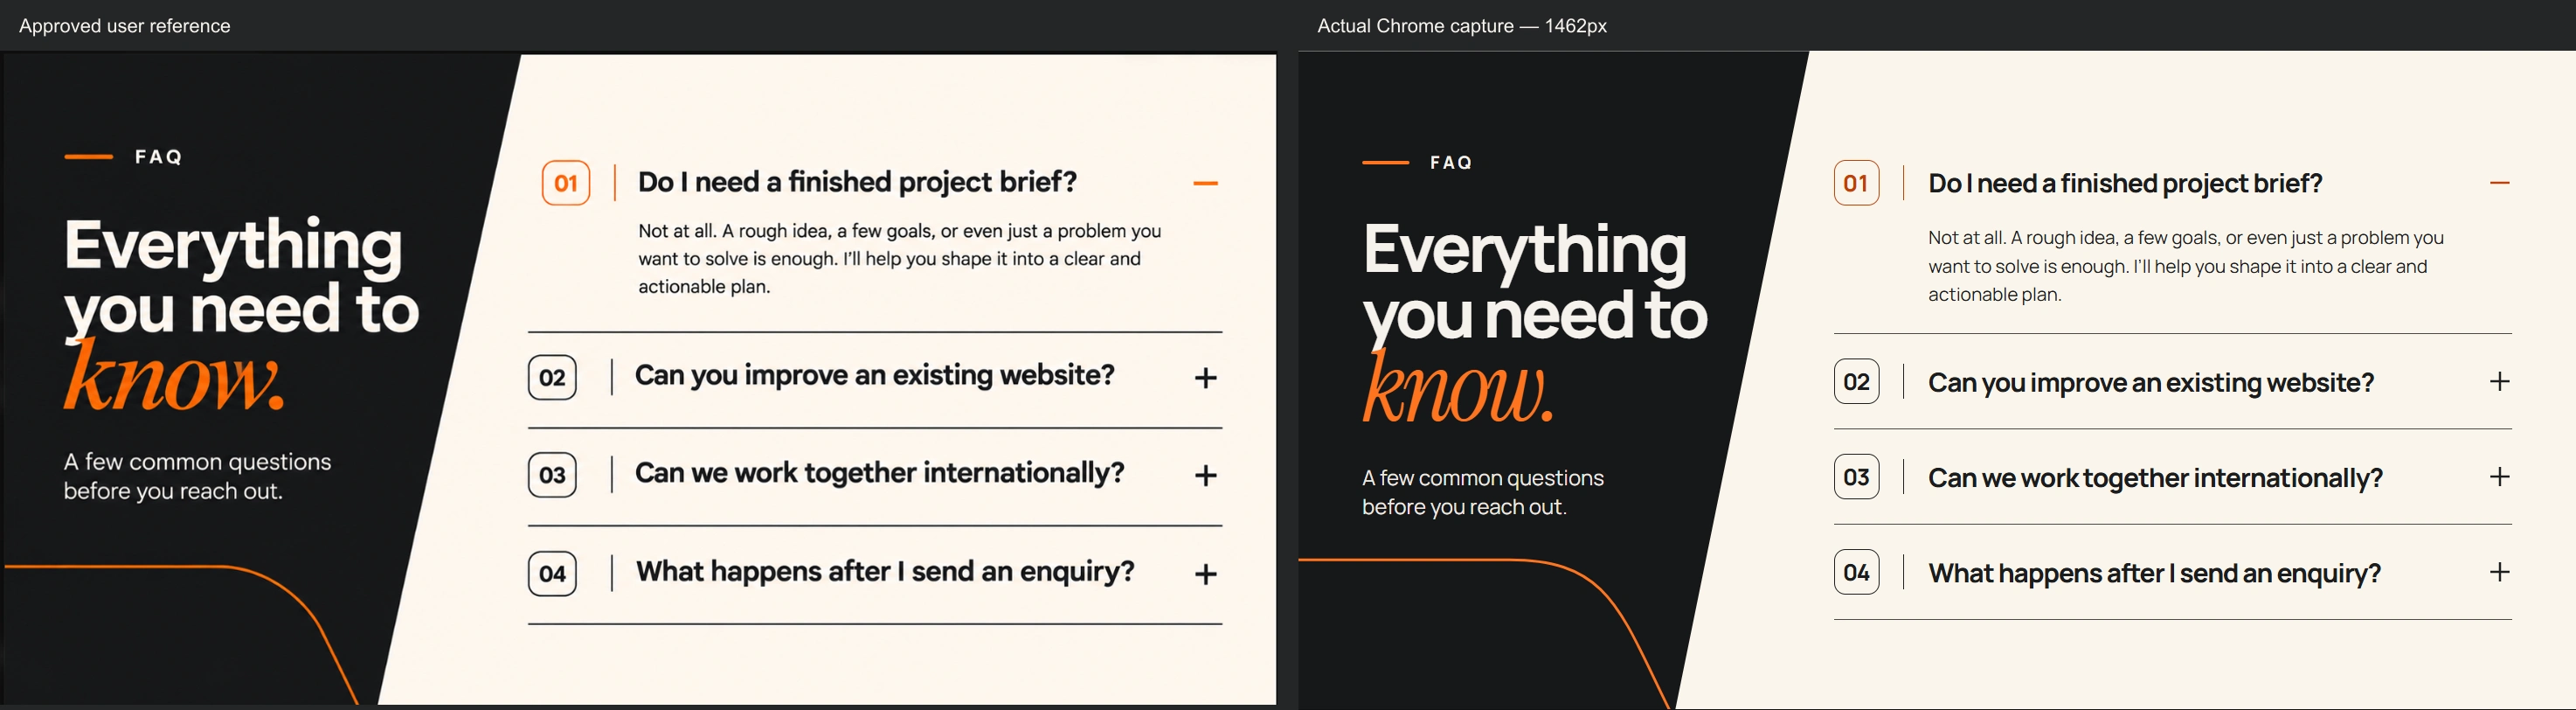 Approved user reference
FAQ
Everything
you need to
know.
A few common questions
before you reach out.
01
Do I need a finished project brief?
Not at all. A rough idea, a few goals, or even just a problem you
want to solve is enough. I'll help you shape it into a clear and
actionable plan.
02
Can you improve an existing website?
03
Can we work together internationally?
04
What happens after I send an enquiry?
Actual Chrome capture — 1462px
FAQ
Everything
you need to
know.
A few common questions
before you reach out.
01
Do I need a finished project brief?
Not at all. A rough idea, a few goals, or even just a problem you
want to solve is enough. I'll help you shape it into a clear and
actionable plan.
02
Can you improve an existing website?
03
Can we work together internationally?
04
What happens after I send an enquiry?